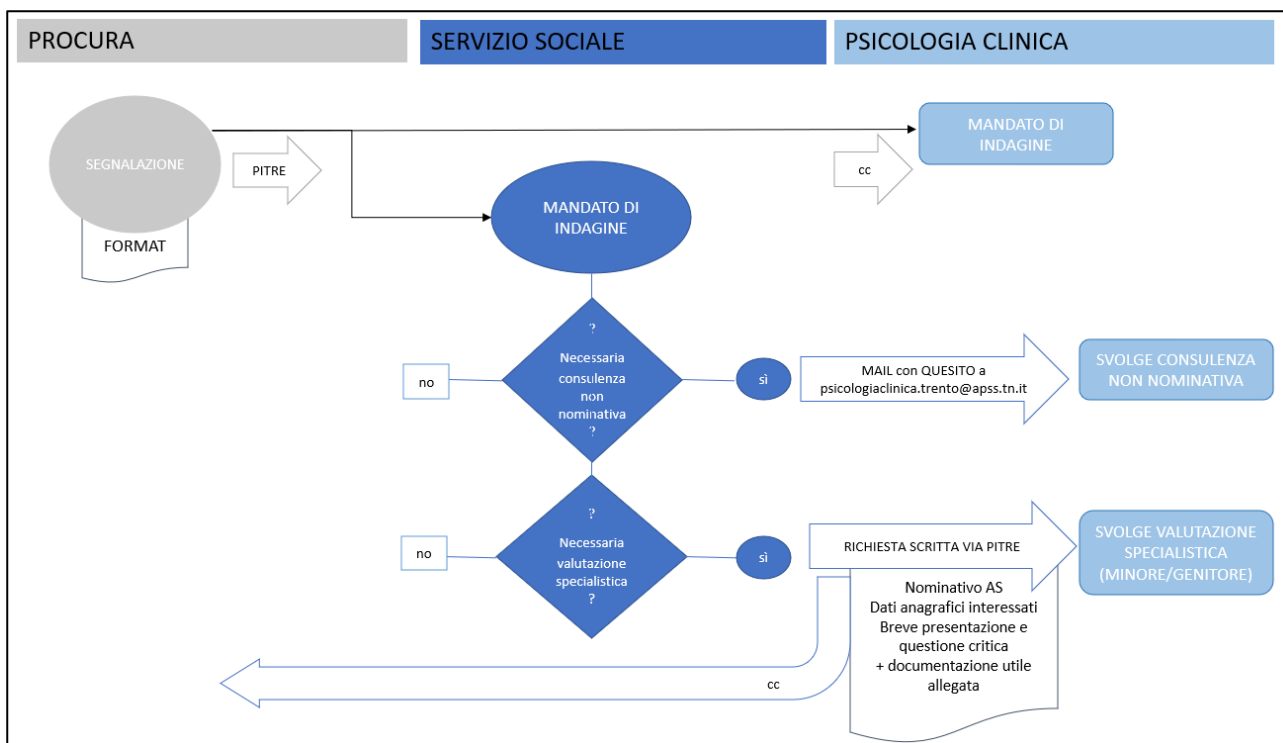 PROCURA
SERVIZIO SOCIALE
PSICOLOGIA CLINICA
SEGNALAZIONE
PITRE
FORMAT
MANDATO DI
INDAGINE
cc
MANDATO DI
INDAGINE
?
Necessaria
consulenza
non
nominativa
?
no
sì
MAIL con QUESITO a
psicologiaclinica.trento@apss.tn.it
SVOLGE CONSULENZA
NON NOMINATIVA
?
Necessaria
valutazione
specialistica
?
no
sì
RICHIESTA SCRITTA VIA PITRE
SVOLGE VALUTAZIONE
SPECIALISTICA
(MINORE/GENITORE)
Nominativo AS
Dati anagrafici interessati
Breve presentazione e
questione critica
+ documentazione utile
allegata
cc